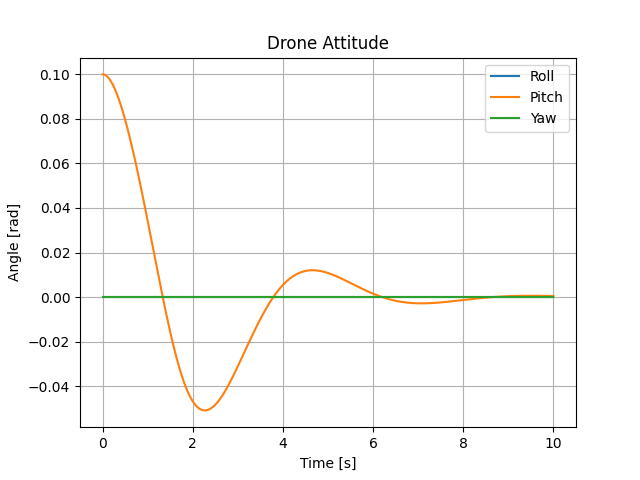 Drone Attitude
Angle [rad]
0.10
0.08
0.06
0.04
0.02
0.00
−0.02
−0.04
Roll
Pitch
Yaw
0 2 4 6 8 10
Time [s]